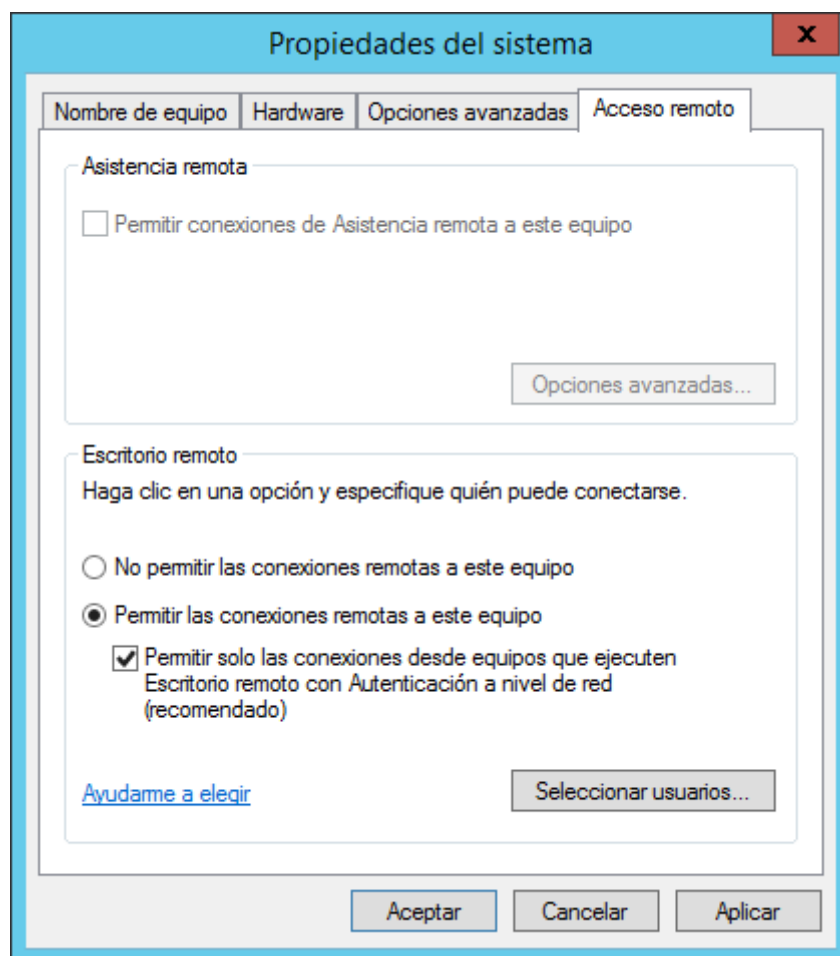 Propiedades del sistema
x
Nombre de equipo
Hardware
Opciones avanzadas
Acceso remoto
Asistencia remota
Permitir conexiones de Asistencia remota a este equipo
Opciones avanzadas...
Escritorio remoto
Haga clic en una opción y especifique quién puede conectarse.
No permitir las conexiones remotas a este equipo
Permitir las conexiones remotas a este equipo
Permitir solo las conexiones desde equipos que ejecuten
Escritorio remoto con Autenticación a nivel de red
(recomendado)
Ayudarme a elegir
Seleccionar usuarios...
Aceptar
Cancelar
Aplicar